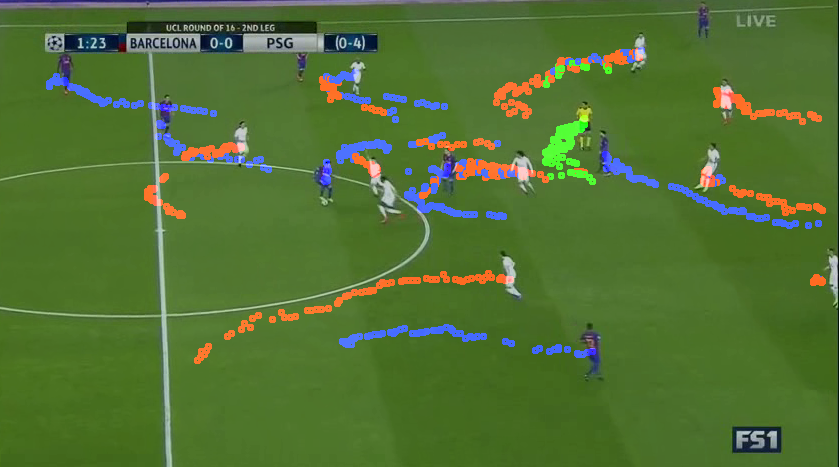 LIVE
UCL ROUND OF 16 - 2ND LEG
1:23 BARCELONA 0-0 PSG (0-4)
FS1